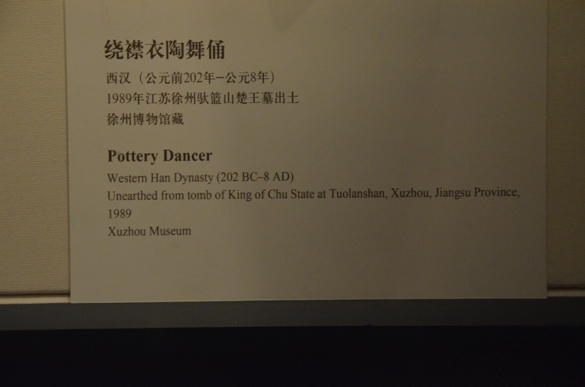 绕襟衣陶舞俑
西汉（公元前202年—公元8年）
1989年江苏徐州驮篮山楚王墓出土
徐州博物馆藏
Pottery Dancer
Western Han Dynasty (202 BC–8 AD)
Unearthed from tomb of King of Chu State at Tuolanshan, Xuzhou, Jiangsu Province,
1989
Xuzhou Museum